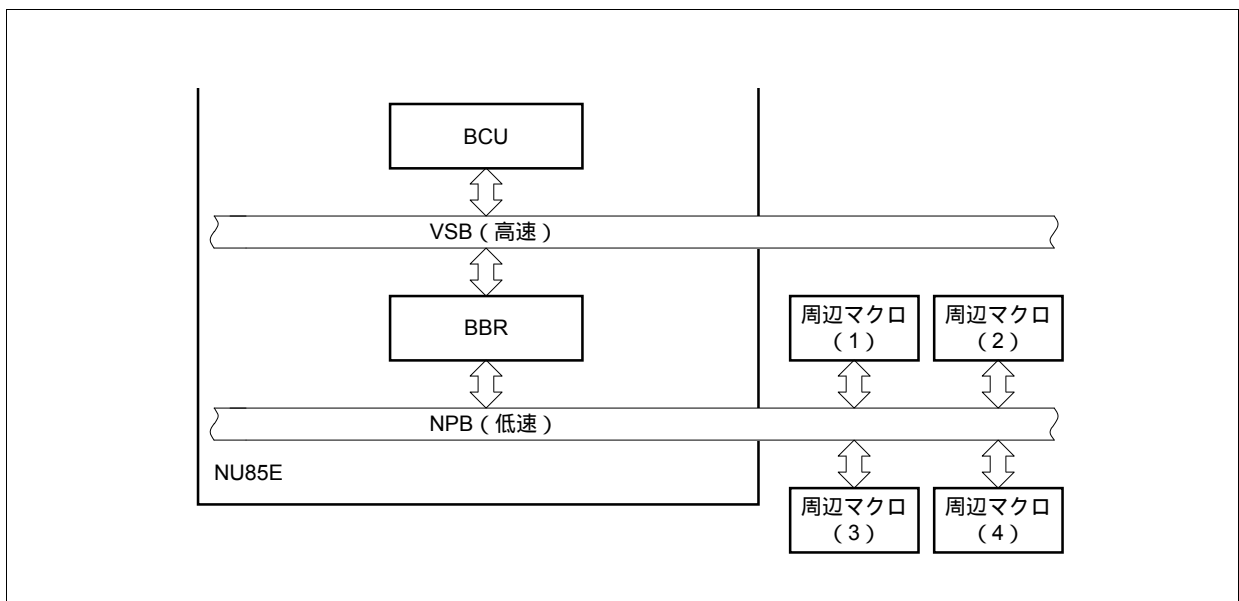 BCU
VSB（高速）
BBR
周辺マクロ
（1）
周辺マクロ
（2）
NPB（低速）
NU85E
周辺マクロ
（3）
周辺マクロ
（4）